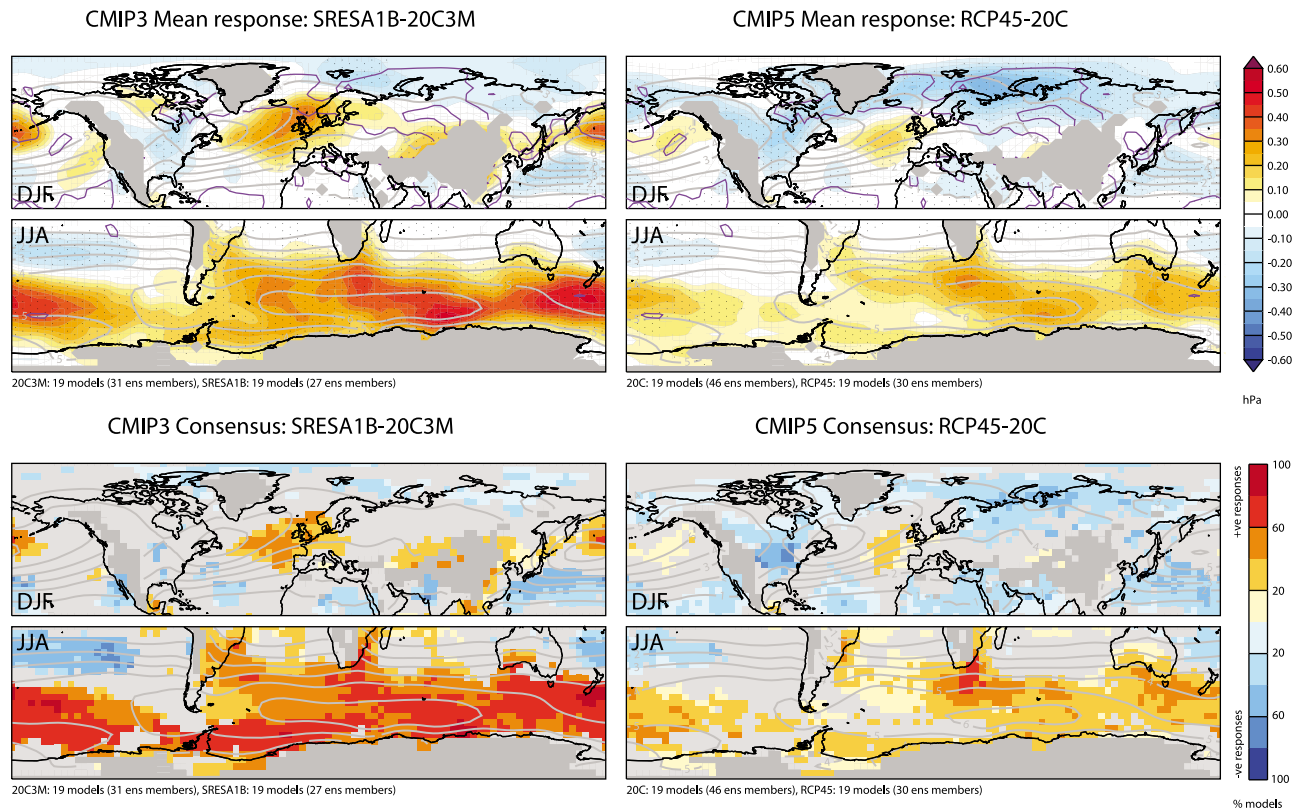 CMIP3 Mean response: SRESA1B-20C3M
CMIP5 Mean response: RCP45-20C
DJF
DJF
JJA
JJA
0.60
0.50
0.40
0.30
0.20
0.10
0.00
-0.10
-0.20
-0.30
-0.40
-0.50
-0.60
hPa
20C3M: 19 models (31 ens members), SRESA1B: 19 models (27 ens members)
20C: 19 models (46 ens members), RCP45: 19 models (30 ens members)
CMIP3 Consensus: SRESA1B-20C3M
CMIP5 Consensus: RCP45-20C
DJF
DJF
JJA
JJA
100
60
20
20
60
100
+ve responses
-ve responses
% models
20C3M: 19 models (31 ens members), SRESA1B: 19 models (27 ens members)
20C: 19 models (46 ens members), RCP45: 19 models (30 ens members)